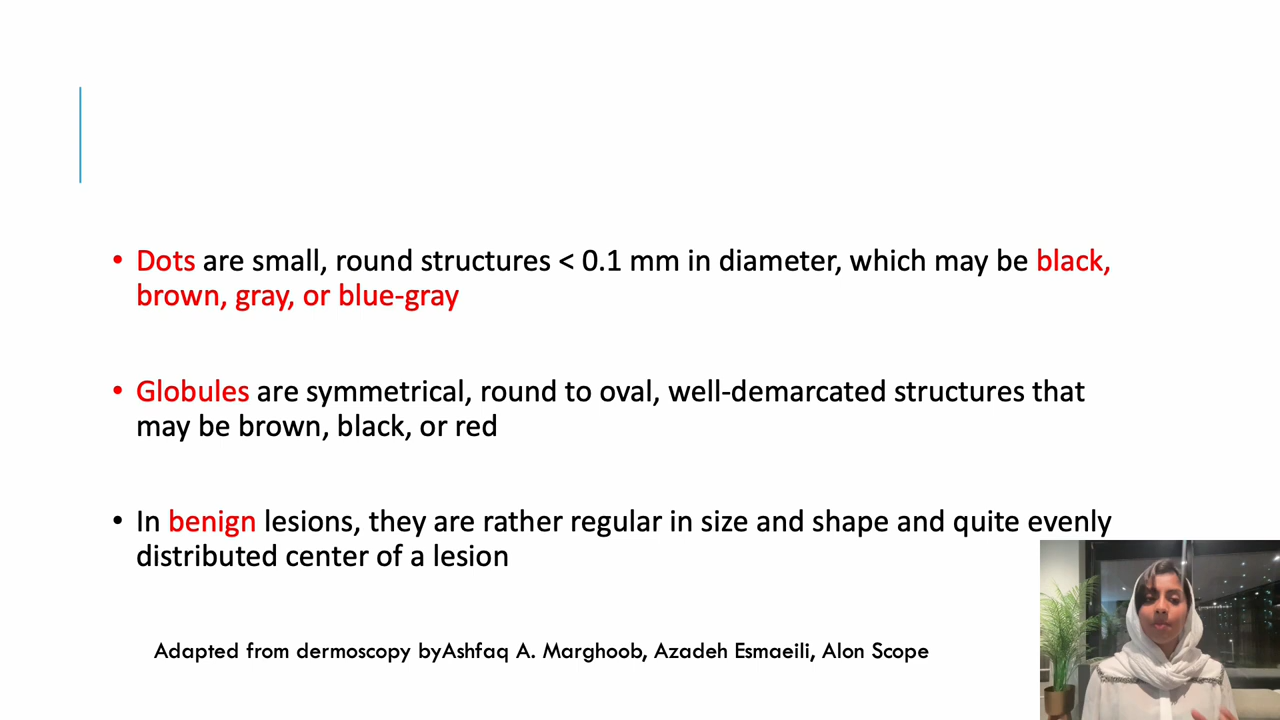 • Dots are small, round structures < 0.1 mm in diameter, which may be black,
brown, gray, or blue-gray
• Globules are symmetrical, round to oval, well-demarcated structures that
may be brown, black, or red
• In benign lesions, they are rather regular in size and shape and quite evenly
distributed center of a lesion
Adapted from dermoscopy byAshfaq A. Marghoob, Azadeh Esmaeili, Alon Scope